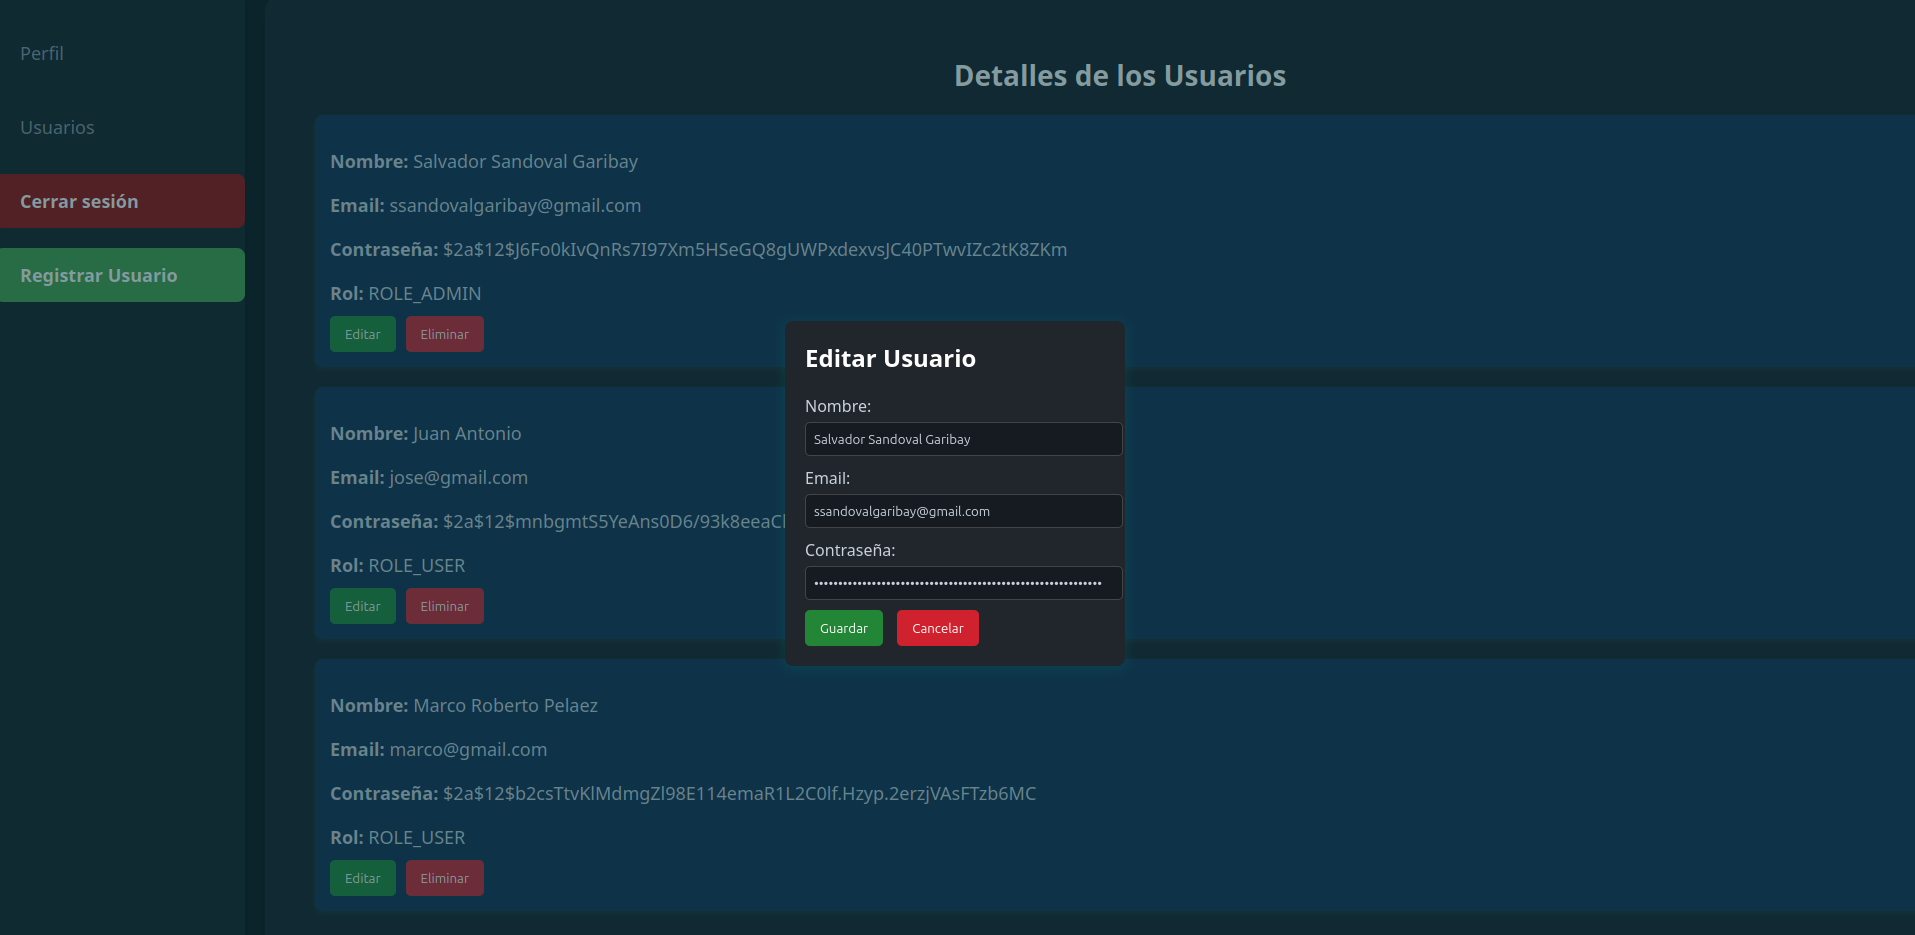 Perfil
Usuarios
Cerrar sesión
Registrar Usuario
Detalles de los Usuarios
Nombre: Salvador Sandoval Garibay
Email: ssandovalgaribay@gmail.com
Contraseña: $2a$12$J6Fo0kIvQnRs7I97Xm5HSeGQ8gUWPxdexvsJC40PTwvIZc2tK8ZKm
Rol: ROLE_ADMIN
Editar Eliminar
Nombre: Juan Antonio
Email: jose@gmail.com
Contraseña: $2a$12$mnbgmtS5YeAns0D6/93k8eeaC
Rol: ROLE_USER
Editar Eliminar
Nombre: Marco Roberto Pelaez
Email: marco@gmail.com
Contraseña: $2a$12$b2csTtvKlMdmgZl98E114emaR1L2C0lf.Hzyp.2erzjVAsFTzb6MC
Rol: ROLE_USER
Editar Eliminar
Editar Usuario
Nombre:
Salvador Sandoval Garibay
Email:
ssandovalgaribay@gmail.com
Contraseña:
Guardar Cancelar